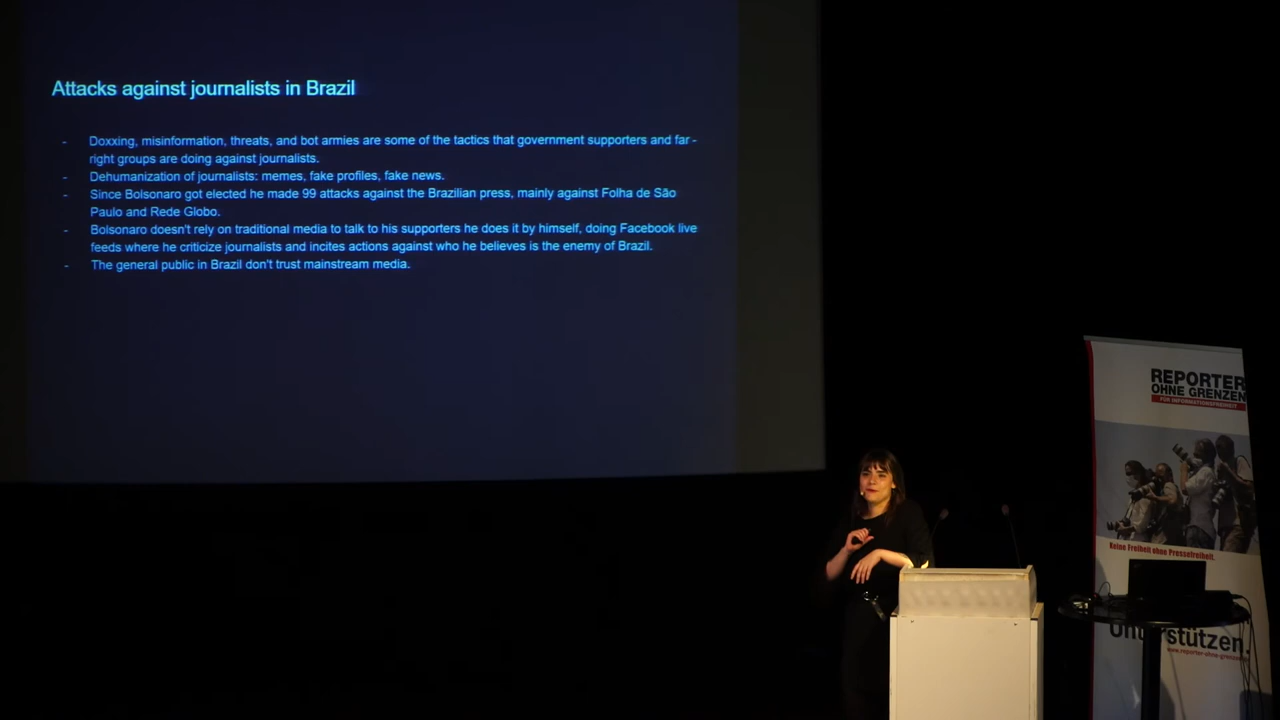 Attacks against journalists in Brazil
- Doxxing, misinformation, threats, and bot armies are some of the tactics that government supporters and far -
right groups are doing against journalists.
- Dehumanization of journalists: memes, fake profiles, fake news.
- Since Bolsonaro got elected he made 99 attacks against the Brazilian press, mainly against Folha de São
Paulo and Rede Globo.
- Bolsonaro doesn't rely on traditional media to talk to his supporters he does it by himself, doing Facebook live
feeds where he criticize journalists and incites actions against who he believes is the enemy of Brazil.
- The general public in Brazil don't trust mainstream media.
REPORTER
OHNE GRENZEN
FÜR INFORMATIONSFREIHEIT
Keine Freiheit ohne Pressefreiheit.